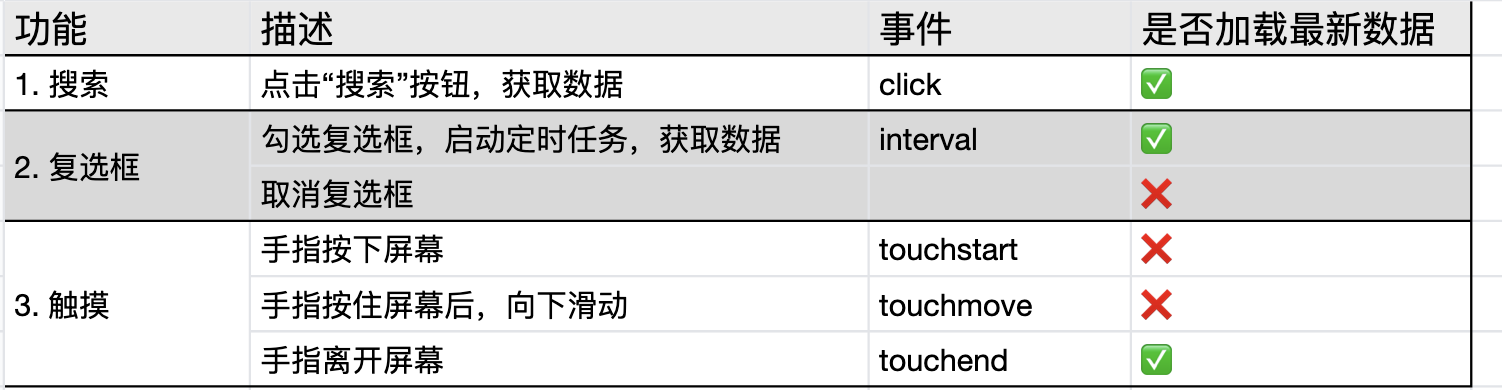 功能 描述 事件 是否加载最新数据
1. 搜索 点击“搜索”按钮，获取数据 click ✅
2. 复选框 勾选复选框，启动定时任务，获取数据 interval ✅
取消复选框 ❌
3. 触摸 手指按下屏幕 touchstart ❌
手指按住屏幕后，向下滑动 touchmove ❌
手指离开屏幕 touchend ✅